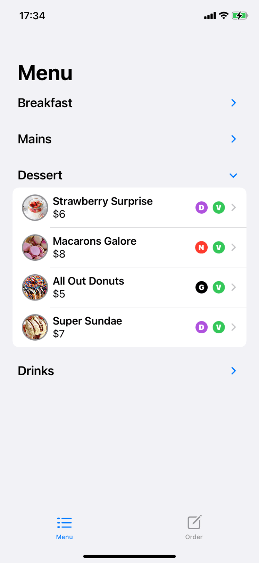 17:34
Menu
Breakfast
Mains
Dessert
Strawberry Surprise
$6
D V
Macarons Galore
$8
N V
All Out Donuts
$5
G V
Super Sundae
$7
D V
Drinks
Menu
Order